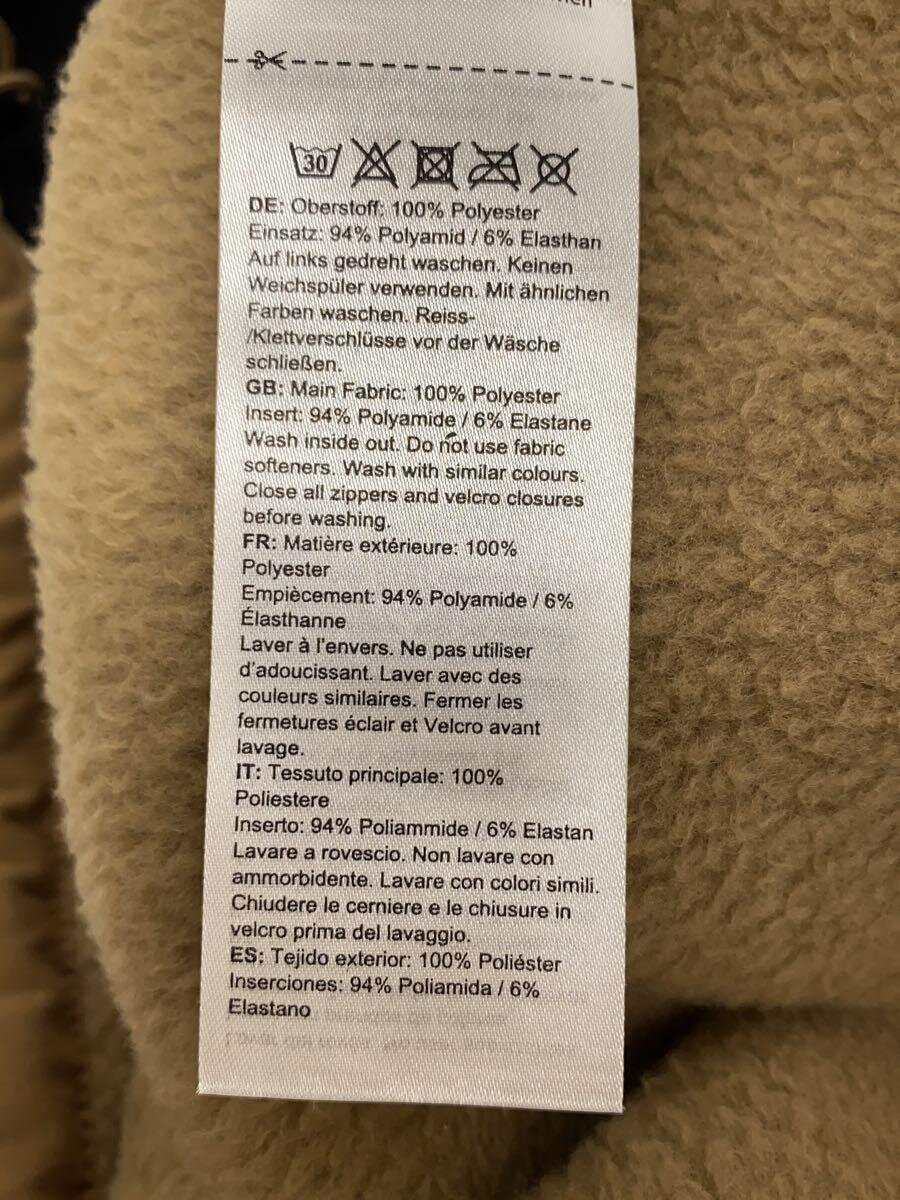 30
DE: Oberstoff: 100% Polyester
Einsatz: 94% Polyamid / 6% Elasthan
Auf links gedreht waschen. Keinen
Weichspüler verwenden. Mit ähnlichen
Farben waschen. Reiss-
/Klettverschlüsse vor der Wäsche
schließen.
GB: Main Fabric: 100% Polyester
Insert: 94% Polyamide / 6% Elastane
Wash inside out. Do not use fabric
softeners. Wash with similar colours.
Close all zippers and velcro closures
before washing.
FR: Matière extérieure: 100%
Polyester
Empiècement: 94% Polyamide / 6%
Élasthanne
Laver à l'envers. Ne pas utiliser
d'adoucissant. Laver avec des
couleurs similaires. Fermer les
fermetures éclair et Velcro avant
lavage.
IT: Tessuto principale: 100%
Poliestere
Inserto: 94% Poliammide / 6% Elastan
Lavare a rovescio. Non lavare con
ammorbidente. Lavare con colori simili.
Chiudere le cerniere e le chiusure in
velcro prima del lavaggio.
ES: Tejido exterior: 100% Poliéster
Inserciones: 94% Poliamida / 6%
Elastano